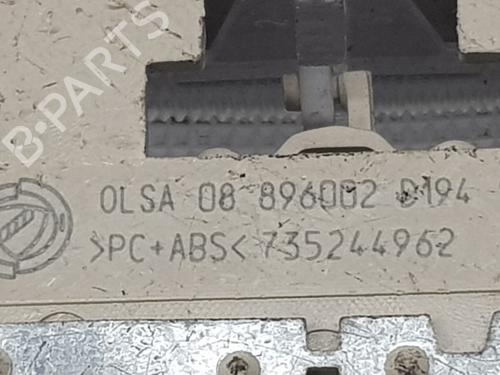 B-PARTS
OLSA 08 896002 D194
>PC+ABS< 735244962